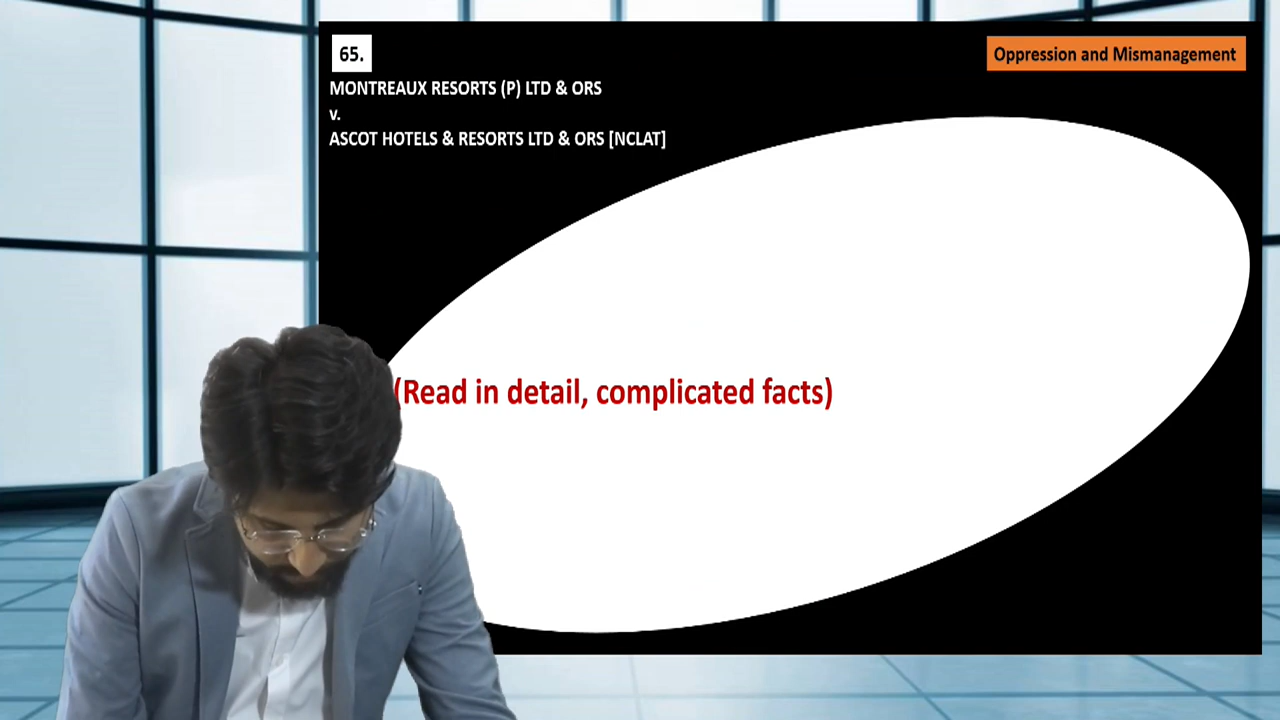 65.
Oppression and Mismanagement
MONTREAUX RESORTS (P) LTD & ORS
v.
ASCOT HOTELS & RESORTS LTD & ORS [NCLAT]
(Read in detail, complicated facts)